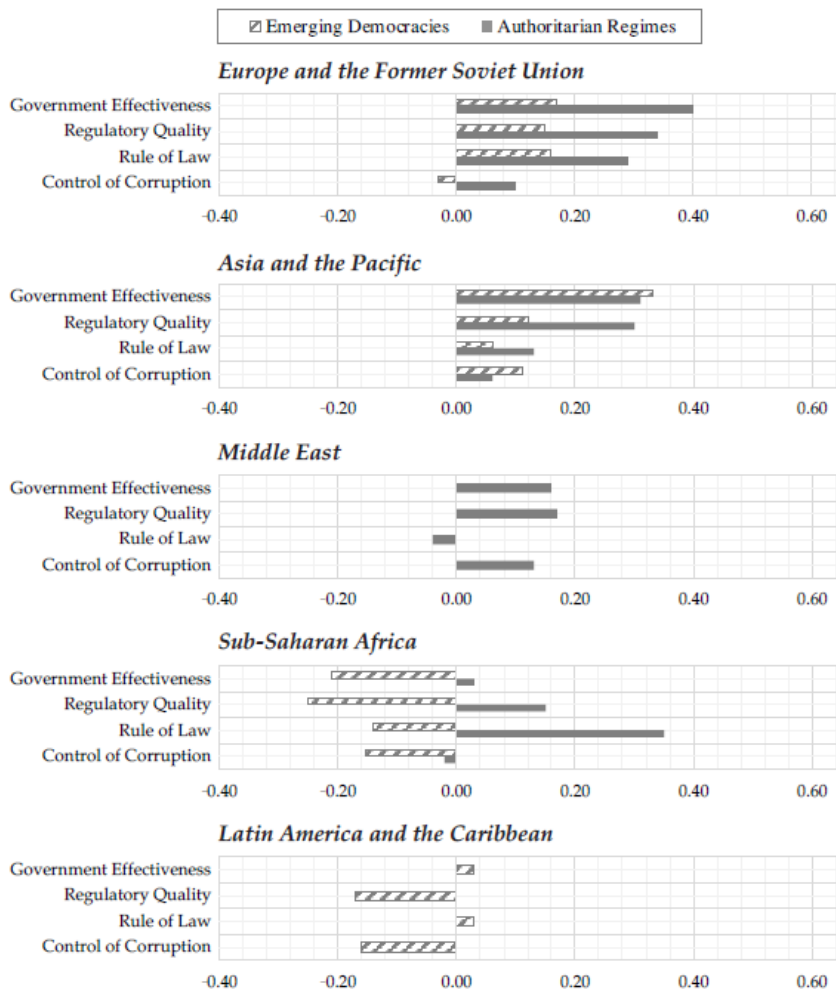 Emerging Democracies Authoritarian Regimes
Europe and the Former Soviet Union
Government Effectiveness
Regulatory Quality
Rule of Law
Control of Corruption
-0.40 -0.20 0.00 0.20 0.40 0.60
Asia and the Pacific
Government Effectiveness
Regulatory Quality
Rule of Law
Control of Corruption
-0.40 -0.20 0.00 0.20 0.40 0.60
Middle East
Government Effectiveness
Regulatory Quality
Rule of Law
Control of Corruption
-0.40 -0.20 0.00 0.20 0.40 0.60
Sub-Saharan Africa
Government Effectiveness
Regulatory Quality
Rule of Law
Control of Corruption
-0.40 -0.20 0.00 0.20 0.40 0.60
Latin America and the Caribbean
Government Effectiveness
Regulatory Quality
Rule of Law
Control of Corruption
-0.40 -0.20 0.00 0.20 0.40 0.60